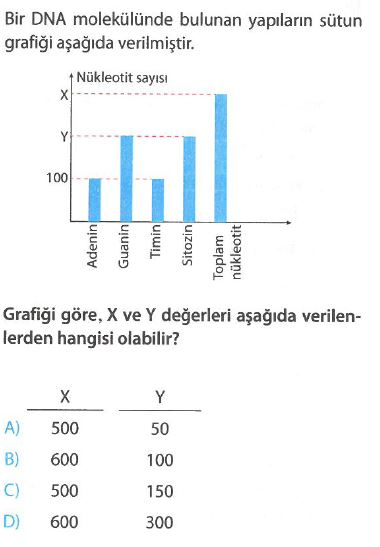 Bir DNA molekülünde bulunan yapıların sütun
grafiği aşağıda verilmiştir.
Nükleotit sayısı
X
Y
100
Adenin
Guanin
Timin
Sitozin
Toplam
nükleotit
Grafiği göre, X ve Y değerleri aşağıda verilen-
lerden hangisi olabilir?
X Y
A) 500 50
B) 600 100
C) 500 150
D) 600 300